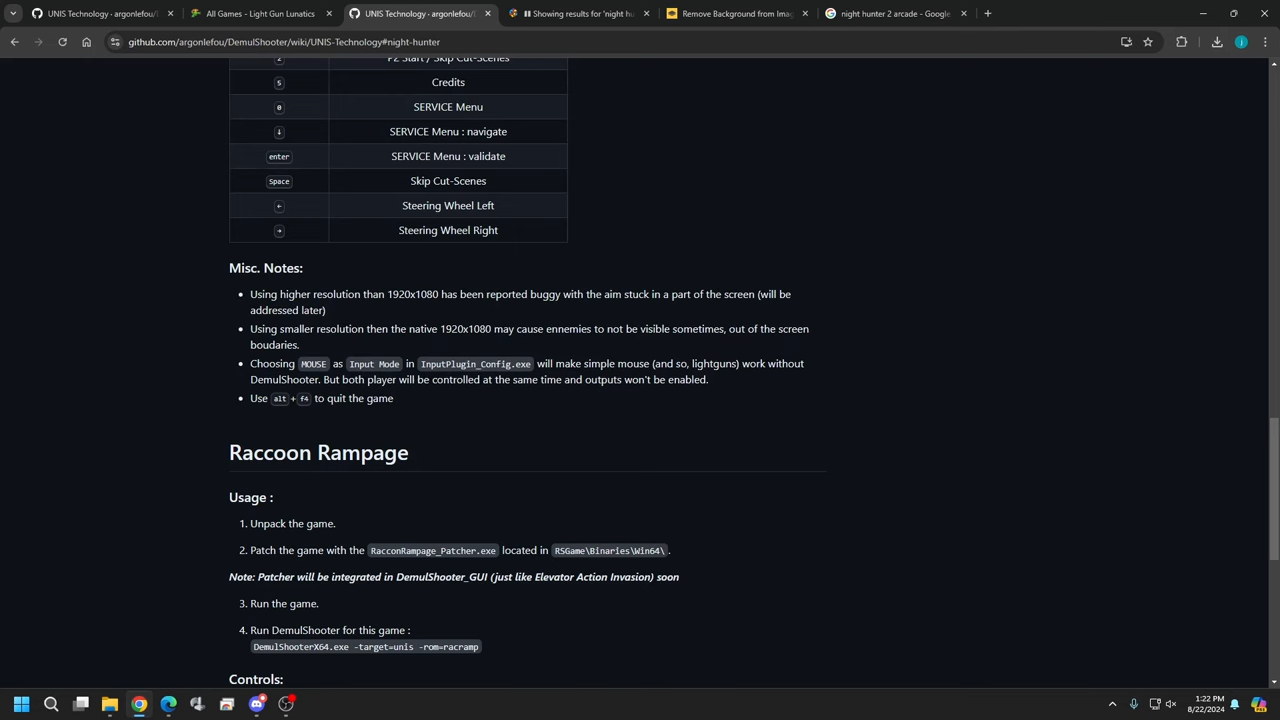 UNIS Technology · argonlefou/D
All Games - Light Gun Lunatics
UNIS Technology · argonlefou/D
Showing results for 'night hu
Remove Background from Imag
night hunter 2 arcade - Google
github.com/argonlefou/DemulShooter/wiki/UNIS-Technology#night-hunter
2 P2 Start / Skip Cut-Scenes
5 Credits
0 SERVICE Menu
↓ SERVICE Menu : navigate
enter SERVICE Menu : validate
Space Skip Cut-Scenes
← Steering Wheel Left
→ Steering Wheel Right
Misc. Notes:
• Using higher resolution than 1920x1080 has been reported buggy with the aim stuck in a part of the screen (will be
addressed later)
• Using smaller resolution then the native 1920x1080 may cause ennemies to not be visible sometimes, out of the screen
boudaries.
• Choosing MOUSE as Input Mode in InputPlugin_Config.exe will make simple mouse (and so, lightguns) work without
DemulShooter. But both player will be controlled at the same time and outputs won't be enabled.
• Use alt+f4 to quit the game
Raccoon Rampage
Usage :
1. Unpack the game.
2. Patch the game with the RacconRampage_Patcher.exe located in RSGame\Binaries\Win64\.
Note: Patcher will be integrated in DemulShooter_GUI (just like Elevator Action Invasion) soon
3. Run the game.
4. Run DemulShooter for this game :
DemulShooterX64.exe -target=unis -rom=racramp
Controls:
1:22 PM
8/22/2024